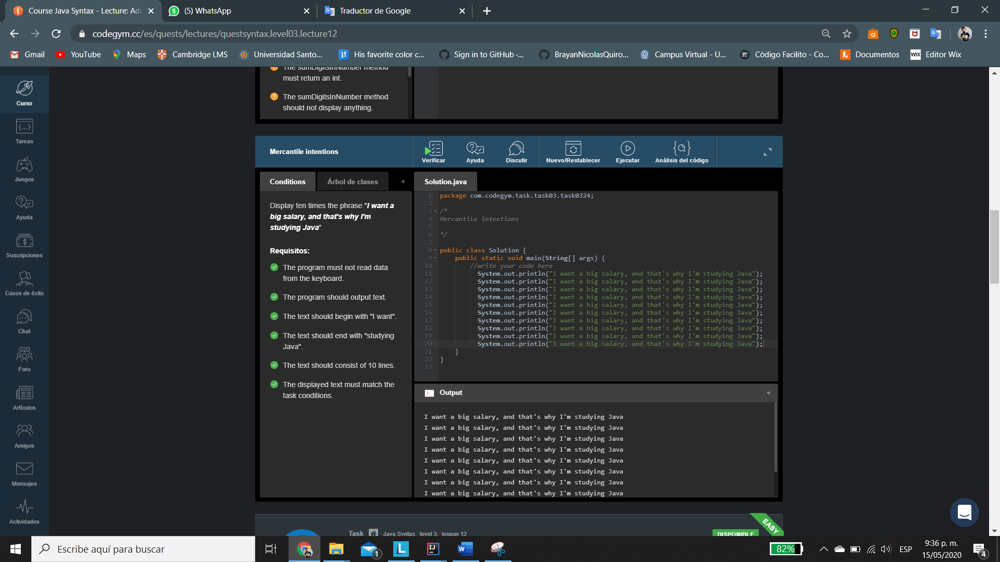 Course Java Syntax - Lecture: Adc
(5) WhatsApp
Traductor de Google
codegym.cc/es/quests/lectures/questsyntax.level03.lecture12
Gmail
YouTube
Maps
Cambridge LMS
Universidad Santo...
His favorite color c...
Sign in to GitHub ·...
BrayanNicolasQuiro...
Campus Virtual - U...
Código Facilito - Co...
Documentos
WIX Editor Wix
Curso
Tareas
Juegos
Ayuda
Suscripciones
Casos de éxito
Chat
Foro
Artículos
Amigos
Mensajes
Actividades
The sumDigitsInNumber method
must return an int.
The sumDigitsInNumber method
should not display anything.
Mercantile intentions
Verificar
Ayuda
Discutir
Nuevo/Restablecer
Ejecutar
Análisis del código
Conditions
Árbol de clases
Solution.java
Display ten times the phrase "I want a
big salary, and that's why I'm
studying Java"
Requisitos:
The program must not read data
from the keyboard.
The program should output text.
The text should begin with "I want".
The text should end with "studying
Java".
The text should consist of 10 lines.
The displayed text must match the
task conditions.
1 package com.codegym.task.task03.task0324;
2
3 /*
4 Mercantile intentions
5
6 */
7
8 public class Solution {
9 public static void main(String[] args) {
10 //write your code here
11 System.out.println("I want a big salary, and that's why I'm studying Java");
12 System.out.println("I want a big salary, and that's why I'm studying Java");
13 System.out.println("I want a big salary, and that's why I'm studying Java");
14 System.out.println("I want a big salary, and that's why I'm studying Java");
15 System.out.println("I want a big salary, and that's why I'm studying Java");
16 System.out.println("I want a big salary, and that's why I'm studying Java");
17 System.out.println("I want a big salary, and that's why I'm studying Java");
18 System.out.println("I want a big salary, and that's why I'm studying Java");
19 System.out.println("I want a big salary, and that's why I'm studying Java");
20 System.out.println("I want a big salary, and that's why I'm studying Java");
21 }
22 }
23
Output
I want a big salary, and that's why I'm studying Java
I want a big salary, and that's why I'm studying Java
I want a big salary, and that's why I'm studying Java
I want a big salary, and that's why I'm studying Java
I want a big salary, and that's why I'm studying Java
I want a big salary, and that's why I'm studying Java
I want a big salary, and that's why I'm studying Java
I want a big salary, and that's why I'm studying Java
Task Java Syntax, level 3, lesson 12
DISPONIBLE
EASY
Escribe aquí para buscar
1
82%
ESP
9:36 p. m.
15/05/2020
4